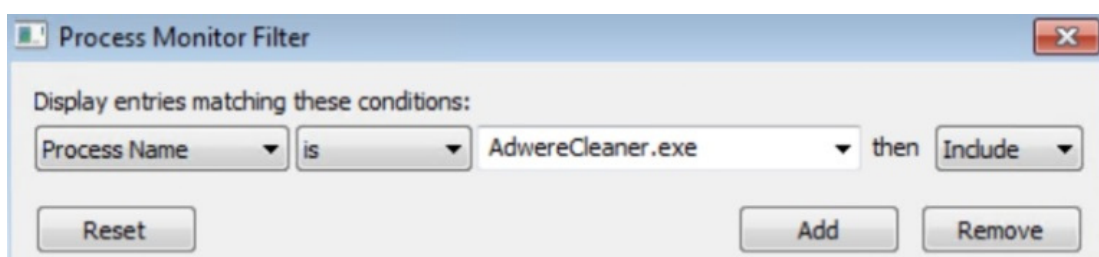 Process Monitor Filter
Display entries matching these conditions:
Process Name is AdwereCleaner.exe then Include
Reset Add Remove